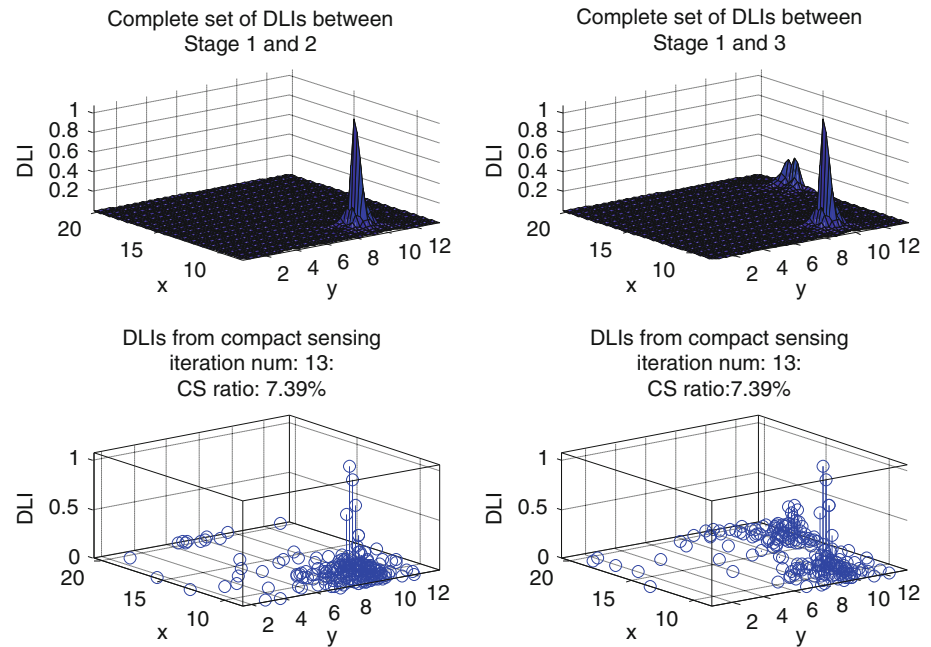 Complete set of DLIs between
Stage 1 and 2
1
0.8
0.6
0.4
0.2
DLI
20
15
10
x
2 4 6 8 10 12
y
Complete set of DLIs between
Stage 1 and 3
1
0.8
0.6
0.4
0.2
DLI
20
15
10
x
2 4 6 8 10 12
y
DLIs from compact sensing
iteration num: 13:
CS ratio: 7.39%
1
0.5
0
DLI
20
15
10
x
2 4 6 8 10 12
y
DLIs from compact sensing
iteration num: 13:
CS ratio:7.39%
1
0.5
0
DLI
20
15
10
x
2 4 6 8 10 12
y